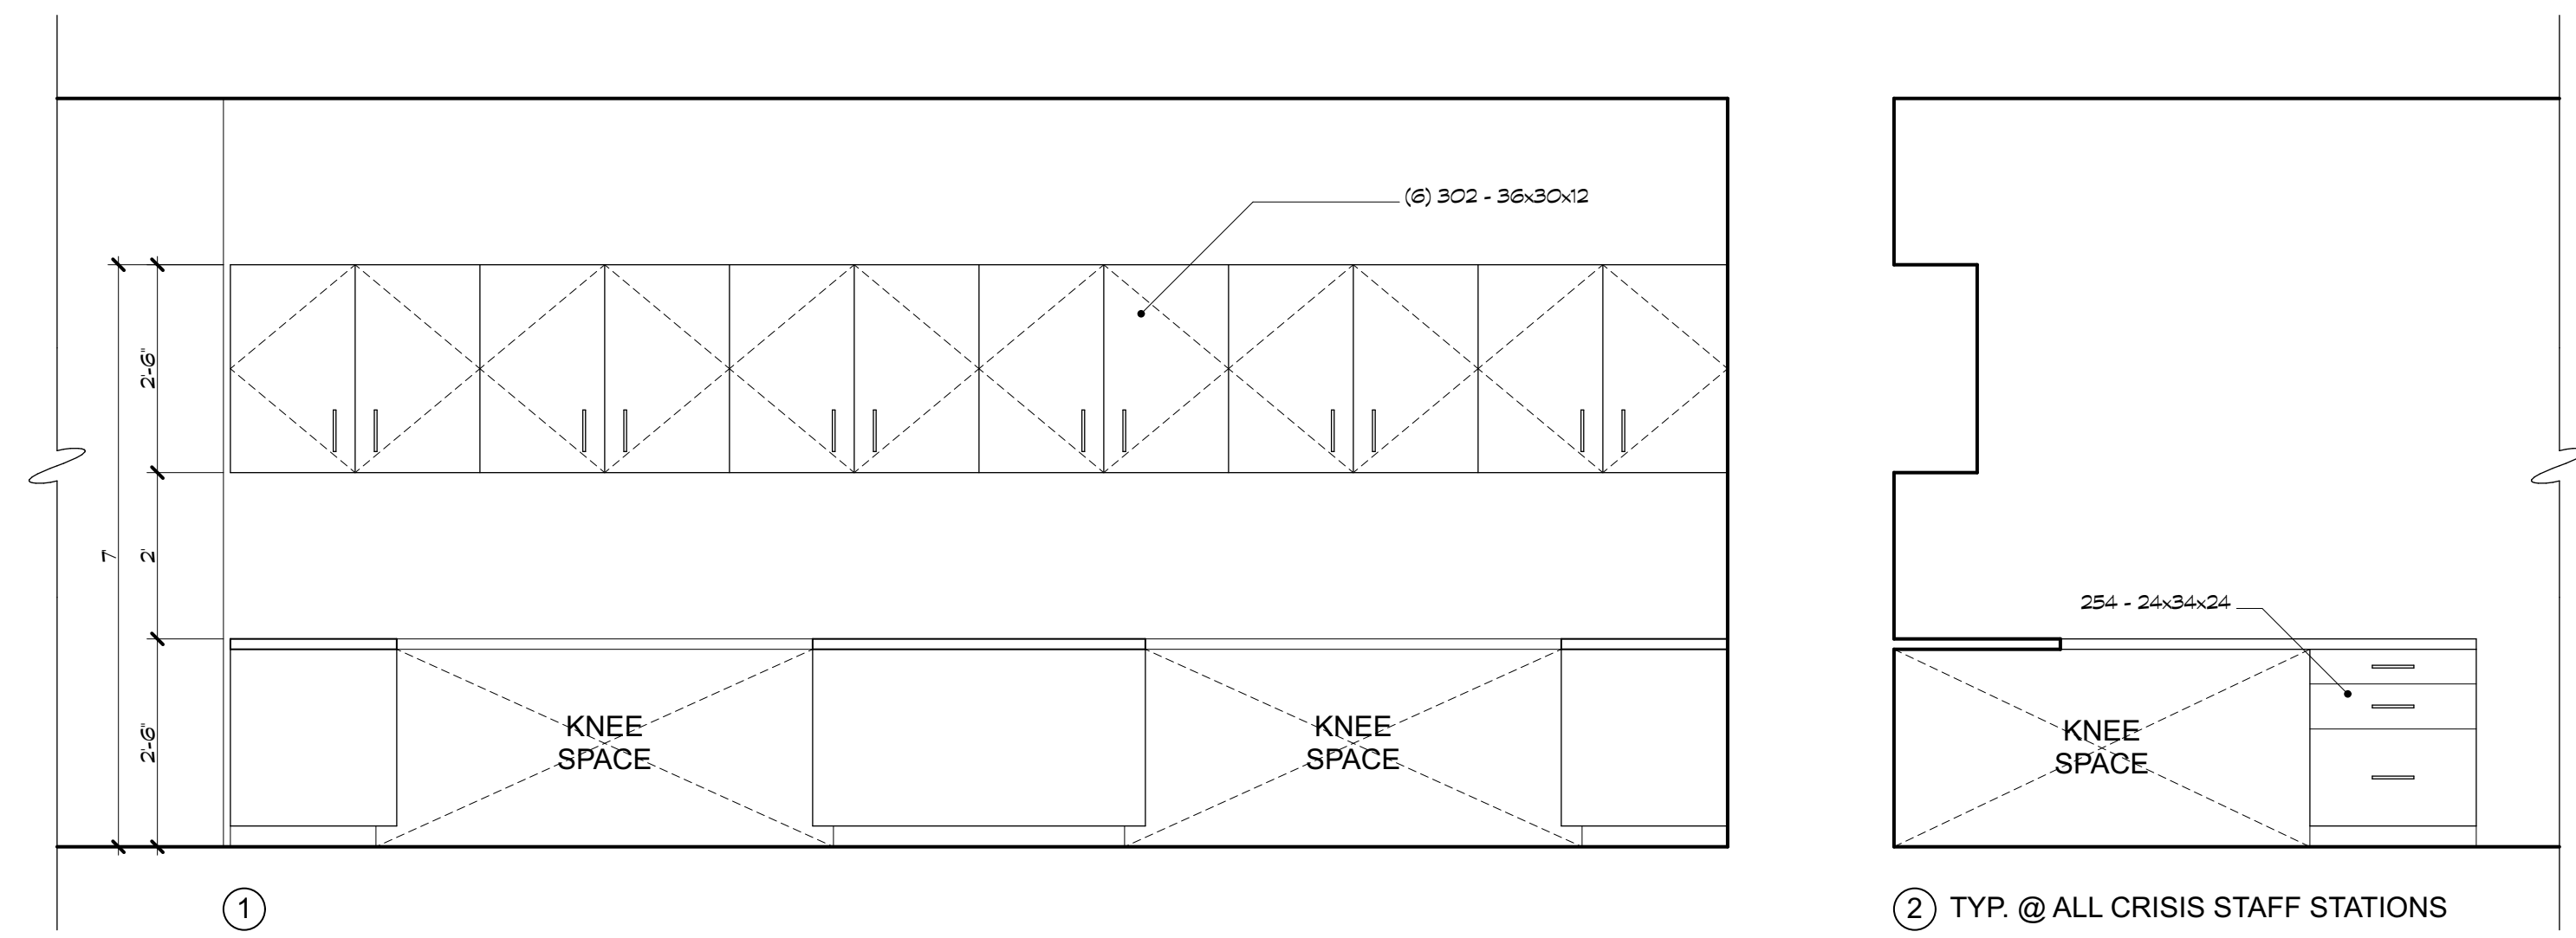 (6) 302 - 36x30x12
2'-6"
7'
2'
2'-6"
KNEE
SPACE
KNEE
SPACE
1
254 - 24x34x24
KNEE
SPACE
2 TYP. @ ALL CRISIS STAFF STATIONS